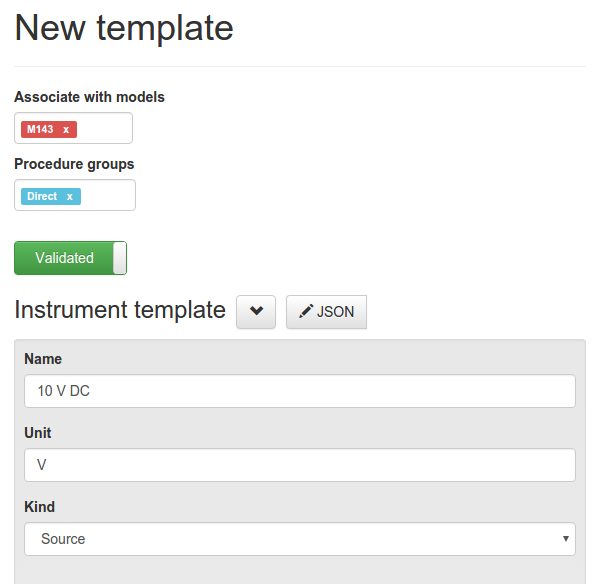 New template
Associate with models
M143 x
Procedure groups
Direct x
Validated
Instrument template
JSON
Name
10 V DC
Unit
V
Kind
Source